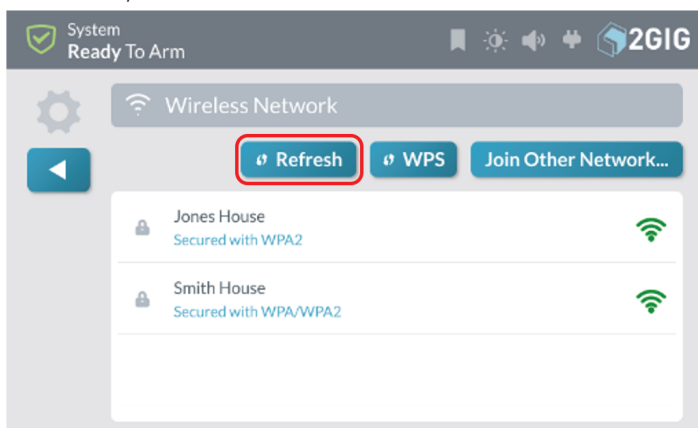 System
Ready To Arm
2GIG
Wireless Network
Refresh
WPS
Join Other Network...
Jones House
Secured with WPA2
Smith House
Secured with WPA/WPA2